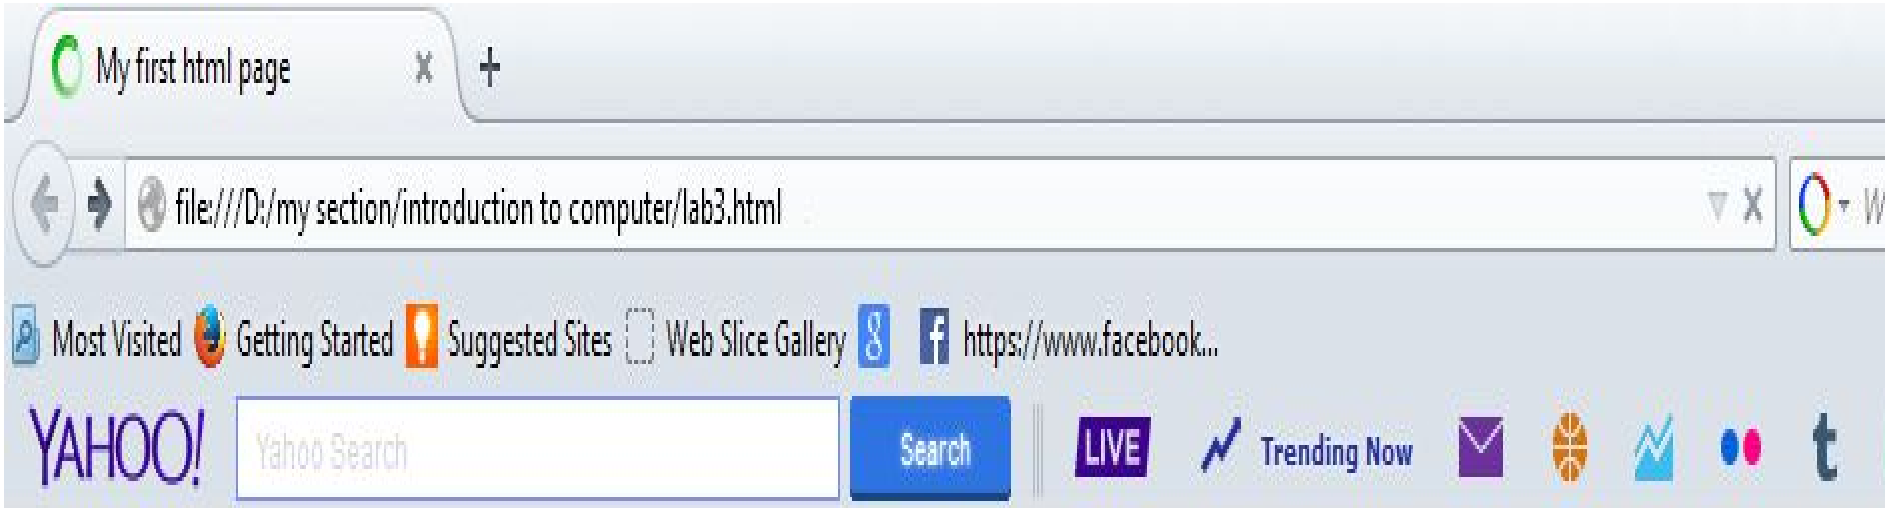 My first html page
file:///D:/my section/introduction to computer/lab3.html
Most Visited Getting Started Suggested Sites Web Slice Gallery g f https://www.facebook...
YAHOO! Yahoo Search Search LIVE Trending Now t